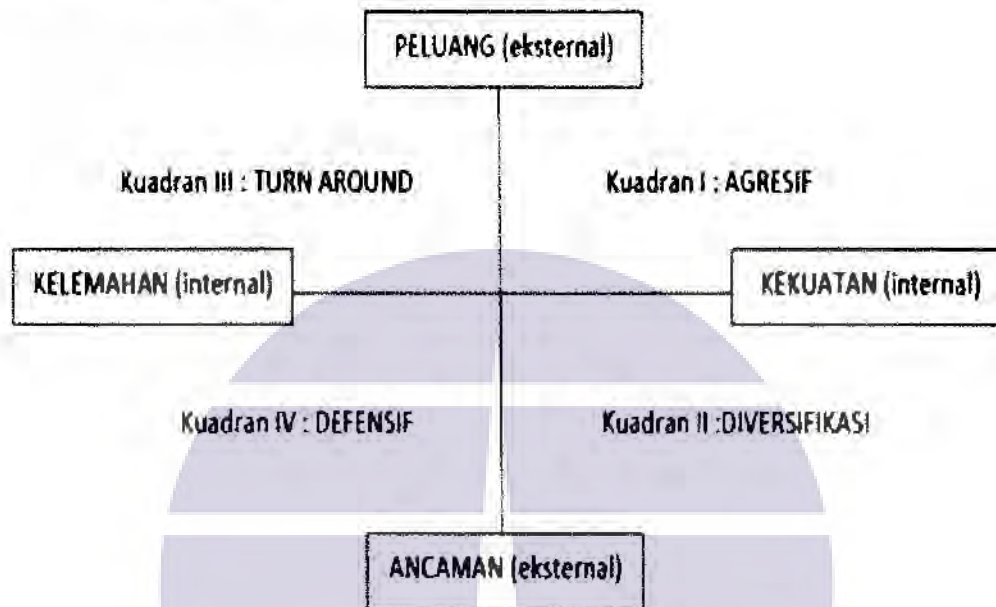 PELUANG (eksternal)
Kuadran III : TURN AROUND
Kuadran I : AGRESIF
KELEMAHAN (internal)
KEKUATAN (internal)
Kuadran IV : DEFENSIF
Kuadran II :DIVERSIFIKASI
ANCAMAN (eksternal)